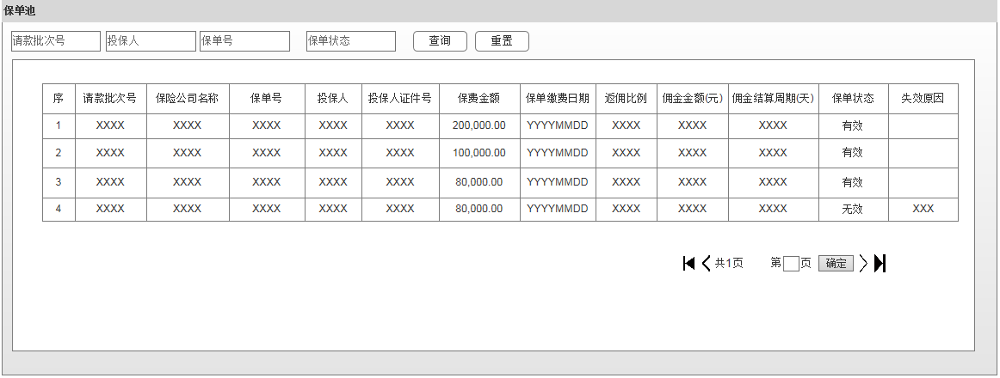 保单池
请款批次号 投保人 保单号 保单状态 查询 重置
序 请款批次号 保险公司名称 保单号 投保人 投保人证件号 保费金额 保单缴费日期 返佣比例 佣金金额(元) 佣金结算周期(天) 保单状态 失效原因
1 XXXX XXXX XXXX XXXX XXXX 200,000.00 YYYYMMDD XXXX XXXX XXXX 有效
2 XXXX XXXX XXXX XXXX XXXX 100,000.00 YYYYMMDD XXXX XXXX XXXX 有效
3 XXXX XXXX XXXX XXXX XXXX 80,000.00 YYYYMMDD XXXX XXXX XXXX 有效
4 XXXX XXXX XXXX XXXX XXXX 80,000.00 YYYYMMDD XXXX XXXX XXXX 无效 XXX
共1页 第 页 确定